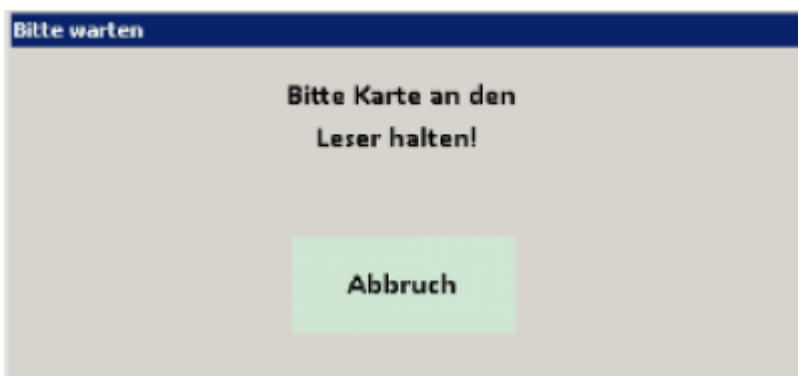 Bitte warten
Bitte Karte an den
Leser halten!
Abbruch